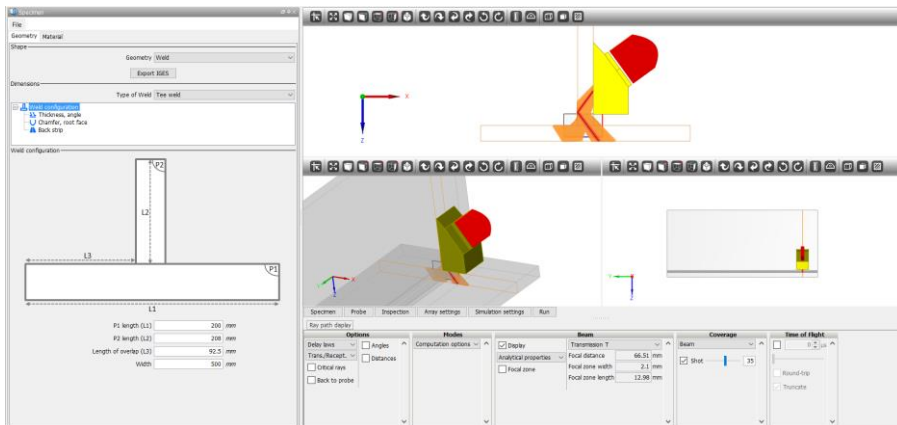 Specimen
File
Geometry Material
Shape
Geometry Weld
Export IGES
Dimensions
Type of Weld Tee weld
Weld configuration
Thickness, angle
Chamfer, root face
Back strip
Weld configuration
P2
L2
L3
P1
L1
P1 length (L1) 200 mm
P2 length (L2) 200 mm
Length of overlap (L3) 92.5 mm
Width 500 mm
X
Z
Specimen Probe Inspection Array settings Simulation settings Run
Ray path display
Options Modes Beam Coverage Time of flight
Delay laws Angles Computation options Display Transmission T Beam 0 µs
Trans./Recept. Distances Analytical properties Focal distance 66.51 mm Shot 35
Critical rays Focal zone Focal zone width 2.1 mm Round-trip
Back to probe Focal zone length 12.98 mm Truncate